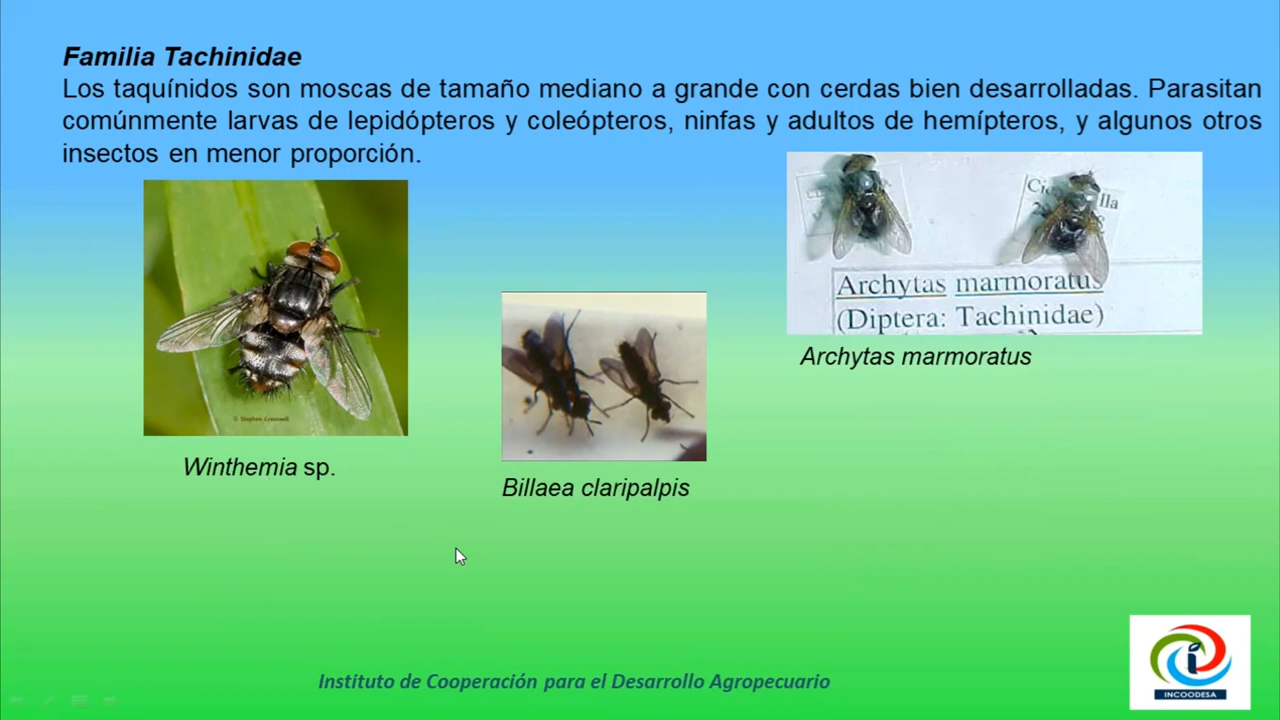 Familia Tachinidae
Los taquínidos son moscas de tamaño mediano a grande con cerdas bien desarrolladas. Parasitan
comúnmente larvas de lepidópteros y coleópteros, ninfas y adultos de hemípteros, y algunos otros
insectos en menor proporción.
Archytas marmoratus
(Diptera: Tachinidae)
Archytas marmoratus
© Stephen Cresswell
Winthemia sp.
Billaea claripalpis
Instituto de Cooperación para el Desarrollo Agropecuario
INCOODESA